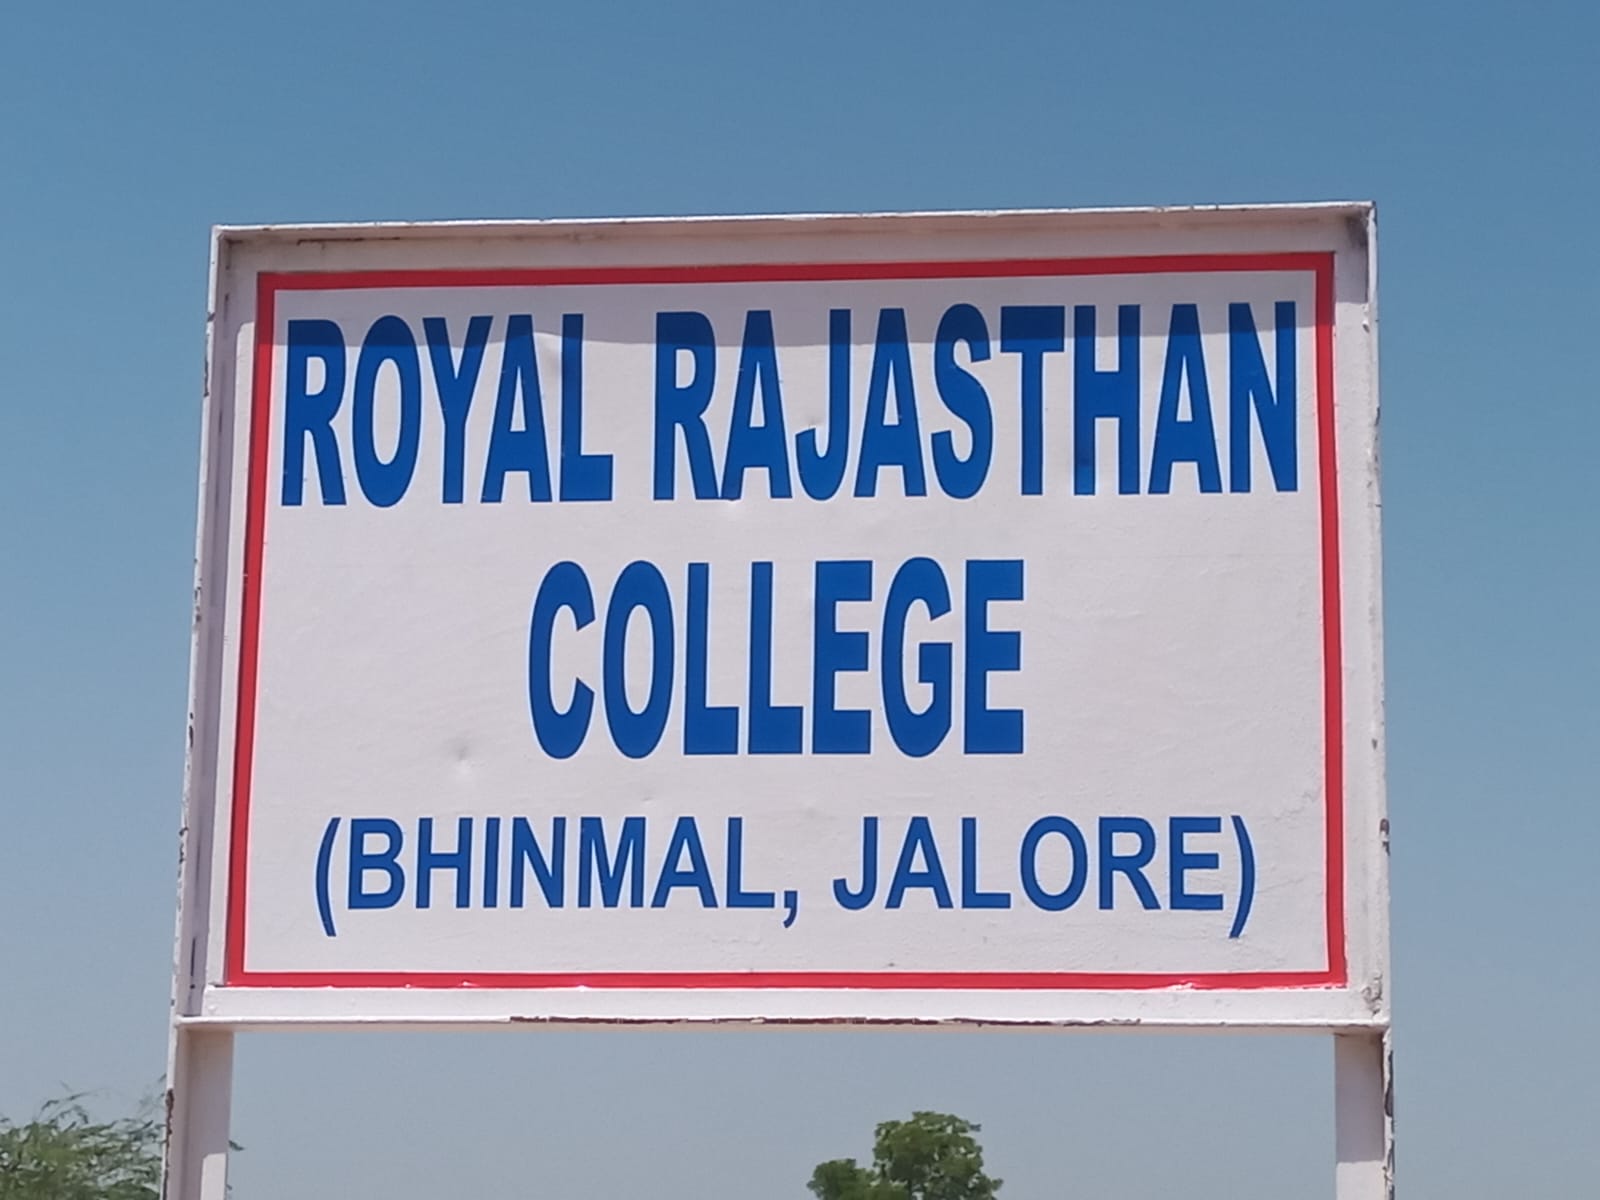 ROYAL RAJASTHAN
COLLEGE
(BHINMAL, JALORE)